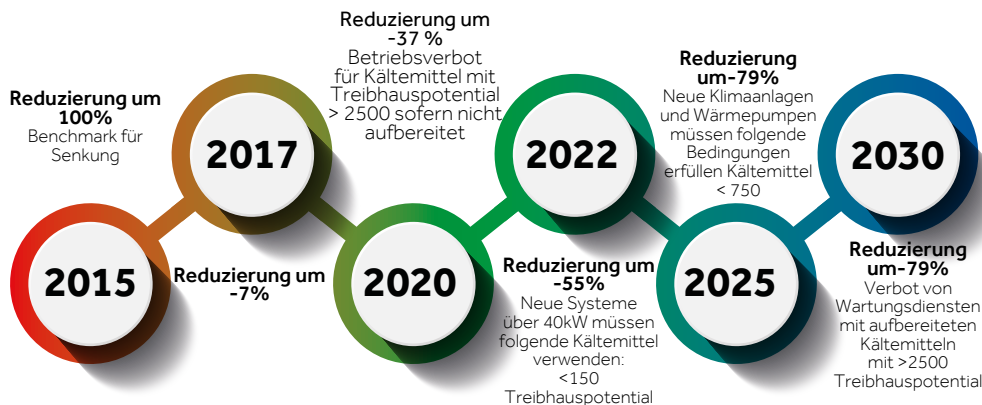 Reduzierung um
100%
Benchmark für
Senkung
2015
2017
Reduzierung um
-7%
Reduzierung um
-37 %
Betriebsverbot
für Kältemittel mit
Treibhauspotential
> 2500 sofern nicht
aufbereitet
2020
2022
Reduzierung um
-55%
Neue Systeme
über 40kW müssen
folgende Kältemittel
verwenden:
<150
Treibhauspotential
Reduzierung
um-79%
Neue Klimaanlagen
und Wärmepumpen
müssen folgende
Bedingungen
erfüllen Kältemittel
< 750
2025
2030
Reduzierung
um-79%
Verbot von
Wartungsdiensten
mit aufbereiteten
Kältemitteln
mit >2500
Treibhauspotential